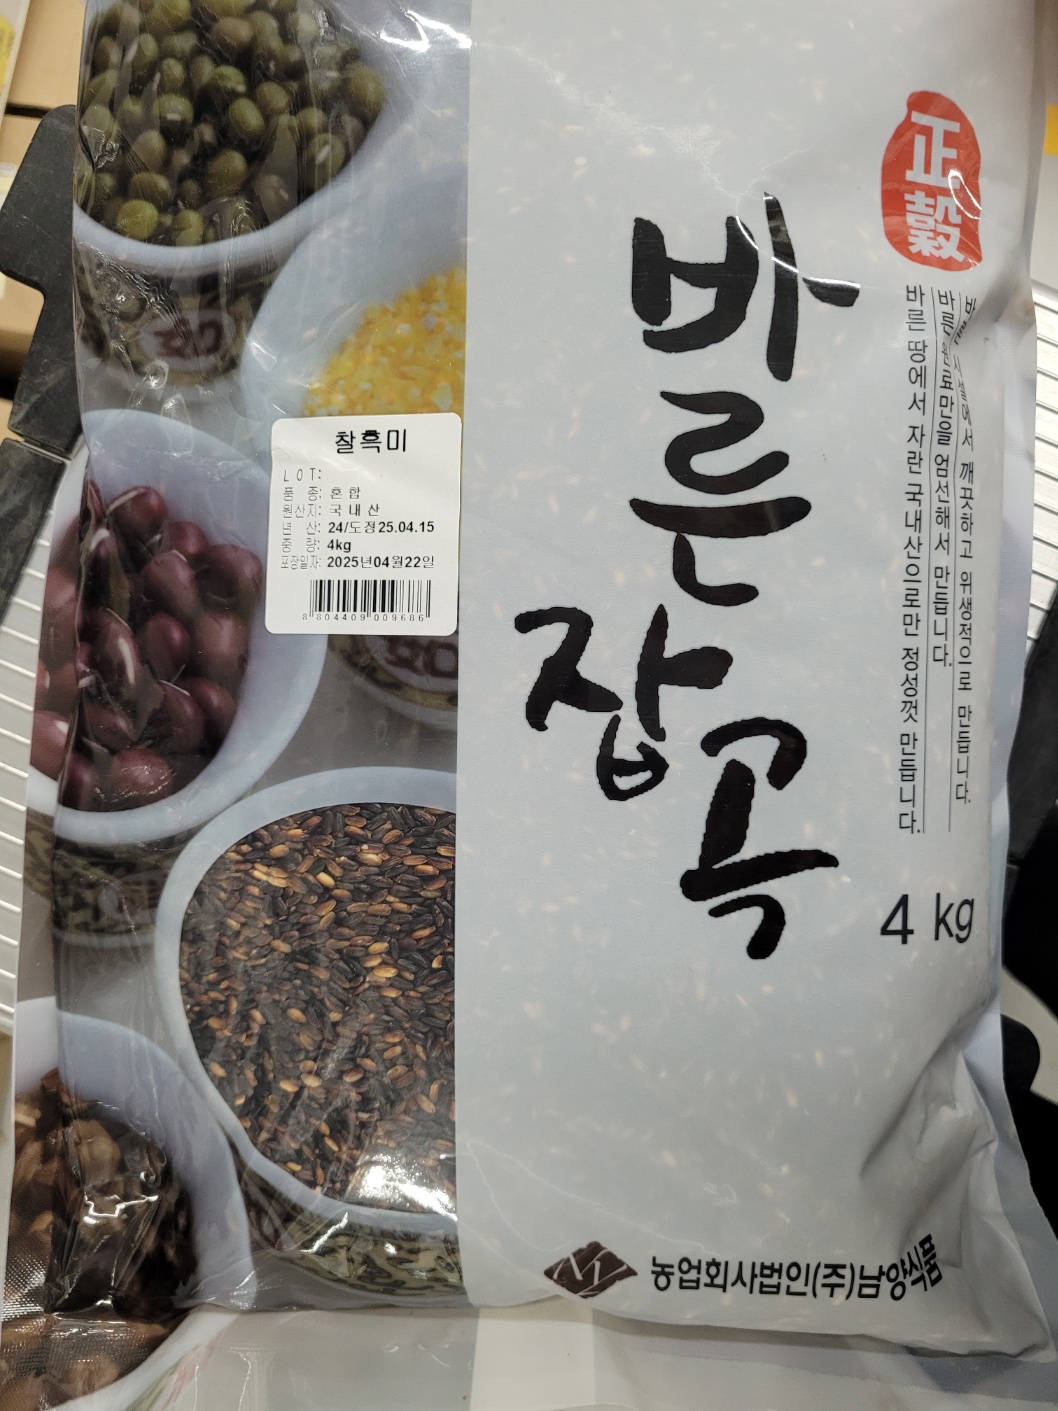 正
穀
바른
잡곡
바른 시설에서 깨끗하고 위생적으로 만듭니다.
바른 원료만을 엄선해서 만듭니다.
바른 땅에서 자란 국내산으로만 정성껏 만듭니다.
4 kg
찰흑미
LOT:
품 종: 혼합
원산지: 국내산
년 산: 24/도정25.04.15
중 량: 4kg
포장일자: 2025년04월22일
8 804409 009686
농업회사법인(주)남양식품